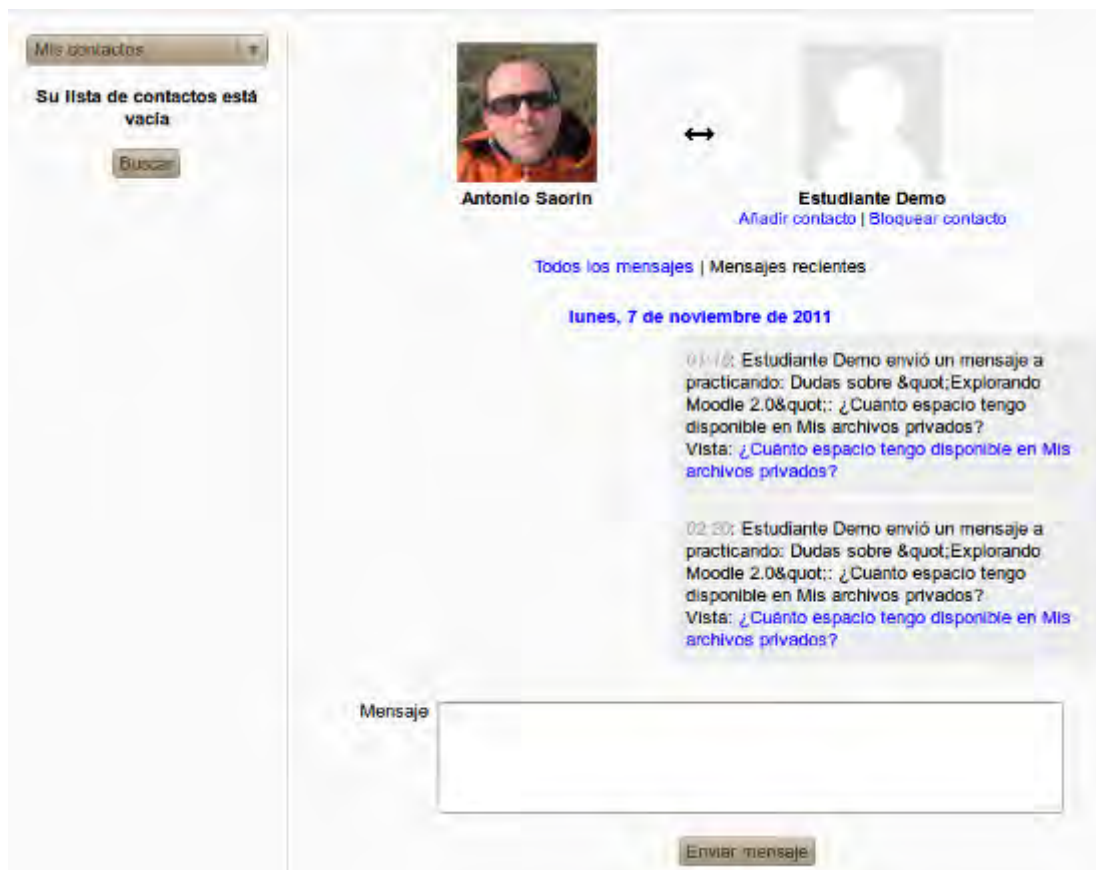 Mis contactos
Su lista de contactos está
vacía
Buscar
Antonio Saorin
↔
Estudiante Demo
Añadir contacto | Bloquear contacto
Todos los mensajes | Mensajes recientes
lunes, 7 de noviembre de 2011
: Estudiante Demo envió un mensaje a
practicando: Dudas sobre &quot;Explorando
Moodle 2.0&quot;: ¿Cuánto espacio tengo
disponible en Mis archivos privados?
Vista: ¿Cuánto espacio tengo disponible en Mis
archivos privados?
02:30: Estudiante Demo envió un mensaje a
practicando: Dudas sobre &quot;Explorando
Moodle 2.0&quot;: ¿Cuánto espacio tengo
disponible en Mis archivos privados?
Vista: ¿Cuánto espacio tengo disponible en Mis
archivos privados?
Mensaje
Enviar mensaje